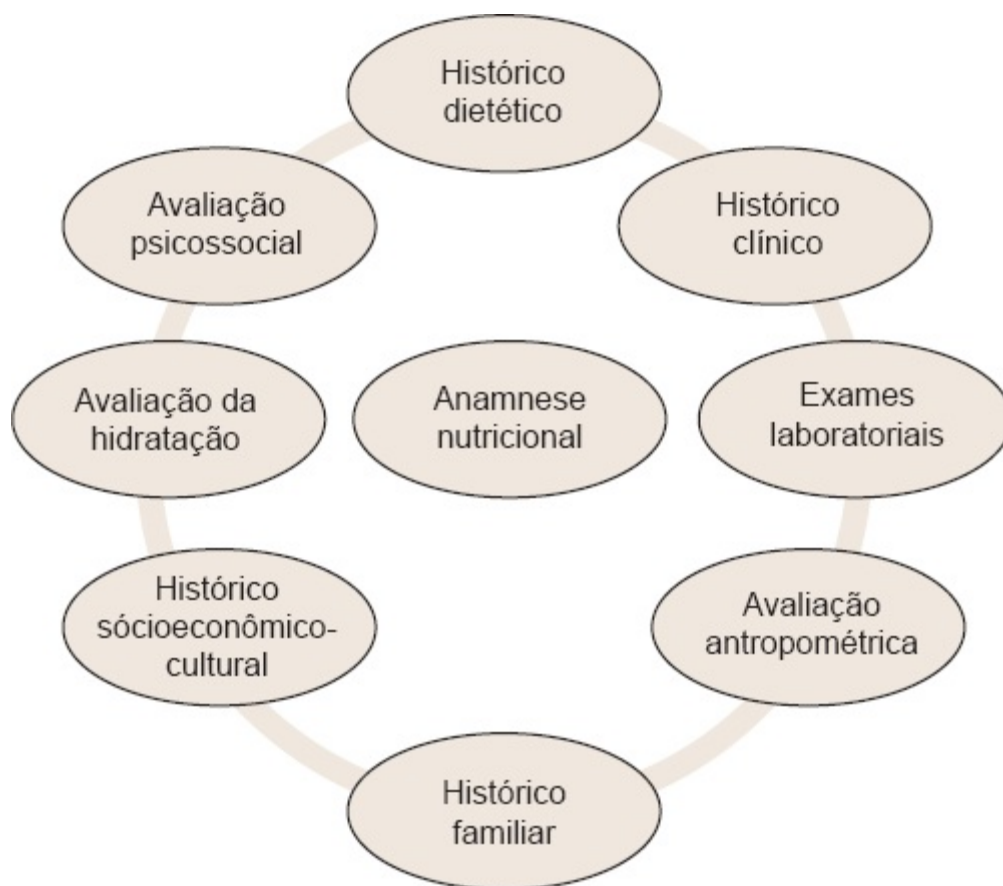 Histórico
dietético
Avaliação
psicossocial
Histórico
clínico
Avaliação da
hidratação
Anamnese
nutricional
Exames
laboratoriais
Histórico
sócioeconômico-
cultural
Avaliação
antropométrica
Histórico
familiar